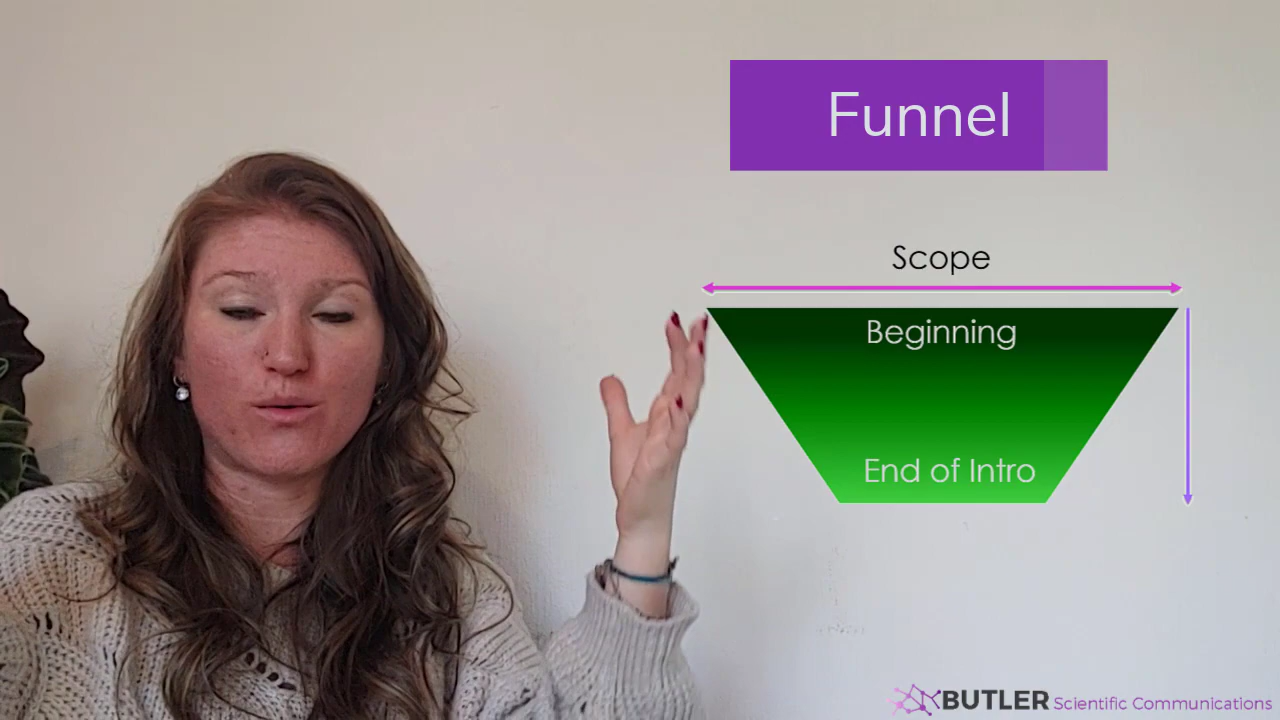 Funnel
Scope
Beginning
End of Intro
BUTLER Scientific Communications